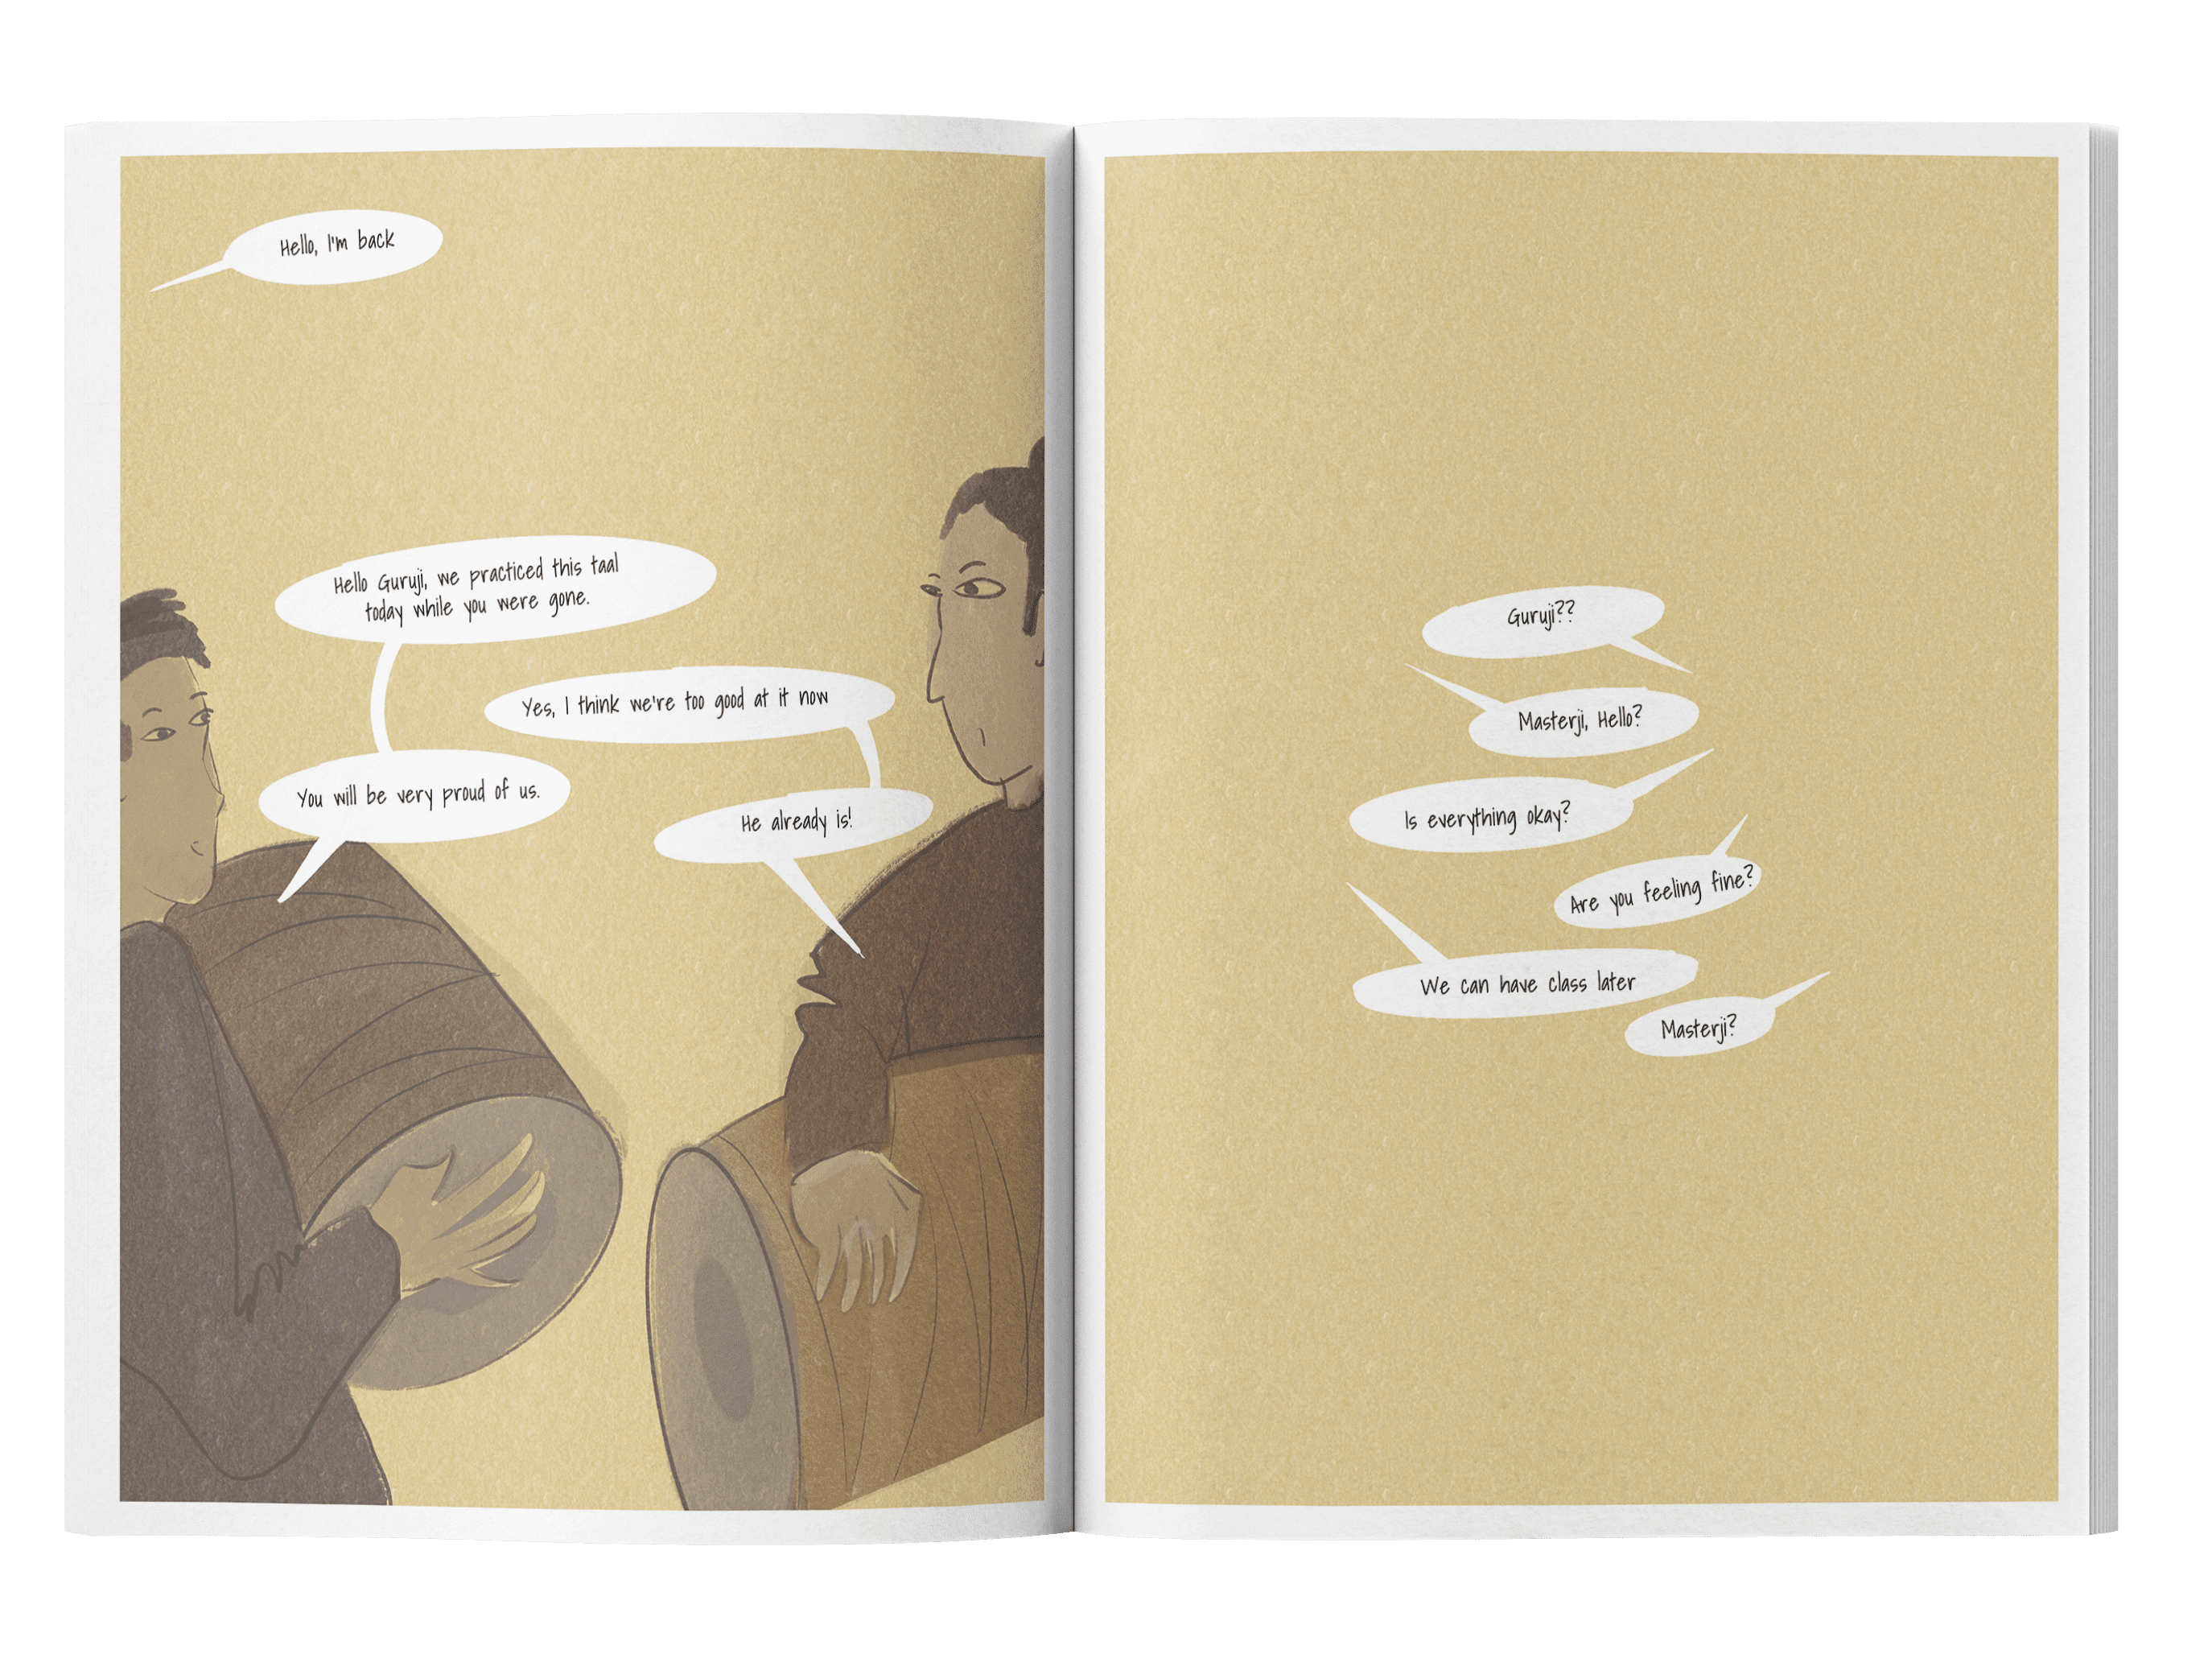 Hello, I'm back
Hello Guruji, we practiced this taal
today while you were gone.
Yes, I think we're too good at it now
You will be very proud of us.
He already is!
Guruji??
Masterji, Hello?
Is everything okay?
Are you feeling fine?
We can have class later
Masterji?